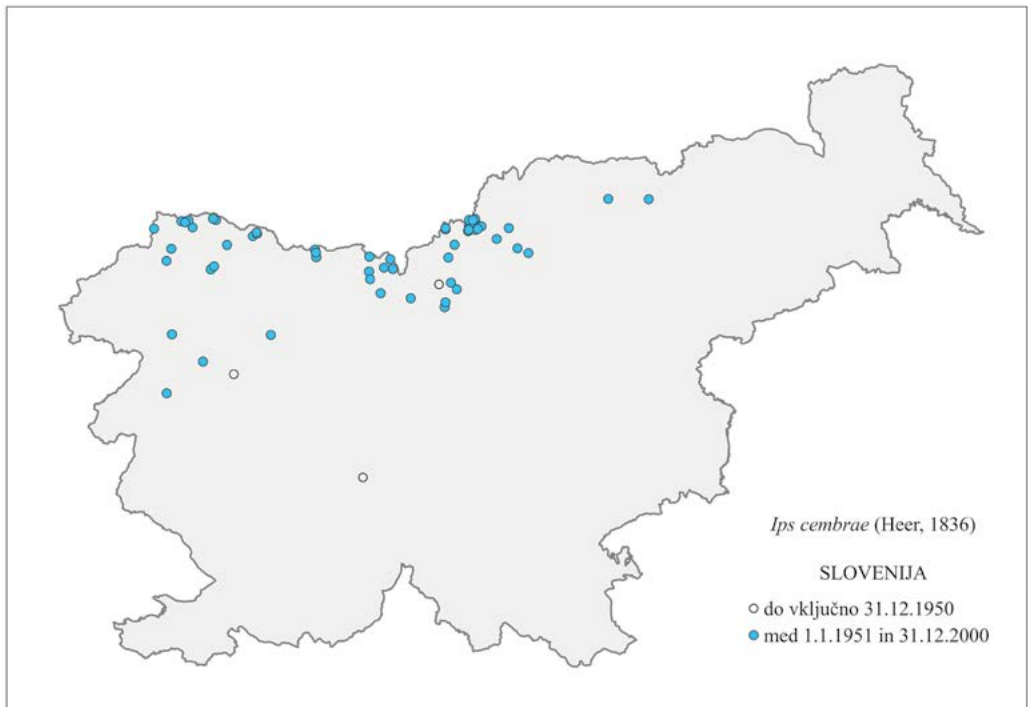 Ips cembrae (Heer, 1836)
SLOVENIJA
do vključno 31.12.1950
med 1.1.1951 in 31.12.2000